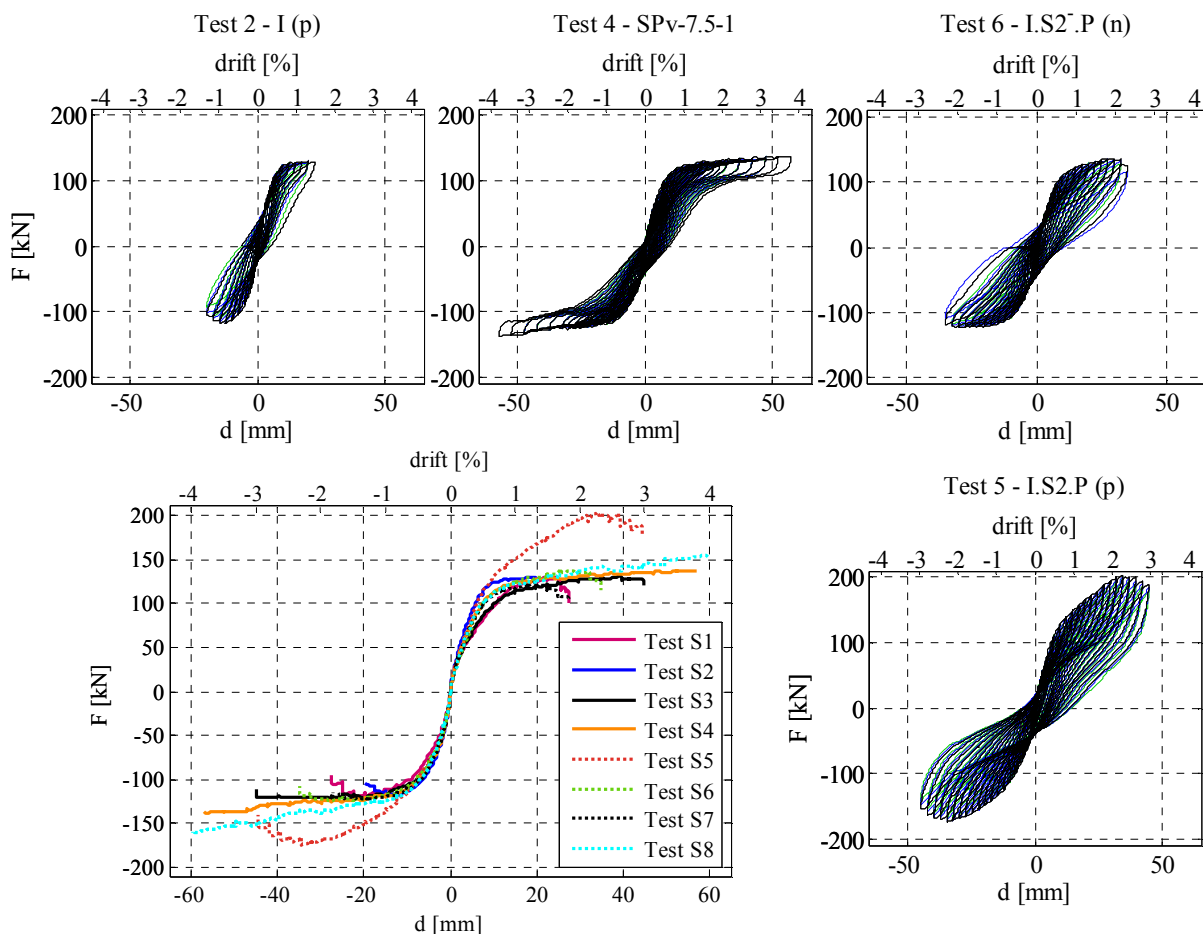 Test 2 - I (p)
drift [%]
-4 -3 -2 -1 0 1 2 3 4
200
100
0
-100
-200
F [kN]
-50 0 50
d [mm]
Test 4 - SPv-7.5-1
drift [%]
-4 -3 -2 -1 0 1 2 3 4
200
100
0
-100
-200
-50 0 50
d [mm]
Test 6 - I.S2⁻.P (n)
drift [%]
-4 -3 -2 -1 0 1 2 3 4
200
100
0
-100
-200
-50 0 50
d [mm]
drift [%]
-4 -3 -2 -1 0 1 2 3 4
200
150
100
50
0
-50
-100
-150
-200
F [kN]
-60 -40 -20 0 20 40 60
d [mm]
Test S1
Test S2
Test S3
Test S4
Test S5
Test S6
Test S7
Test S8
Test 5 - I.S2.P (p)
drift [%]
-4 -3 -2 -1 0 1 2 3 4
200
100
0
-100
-200
F [kN]
-50 0 50
d [mm]